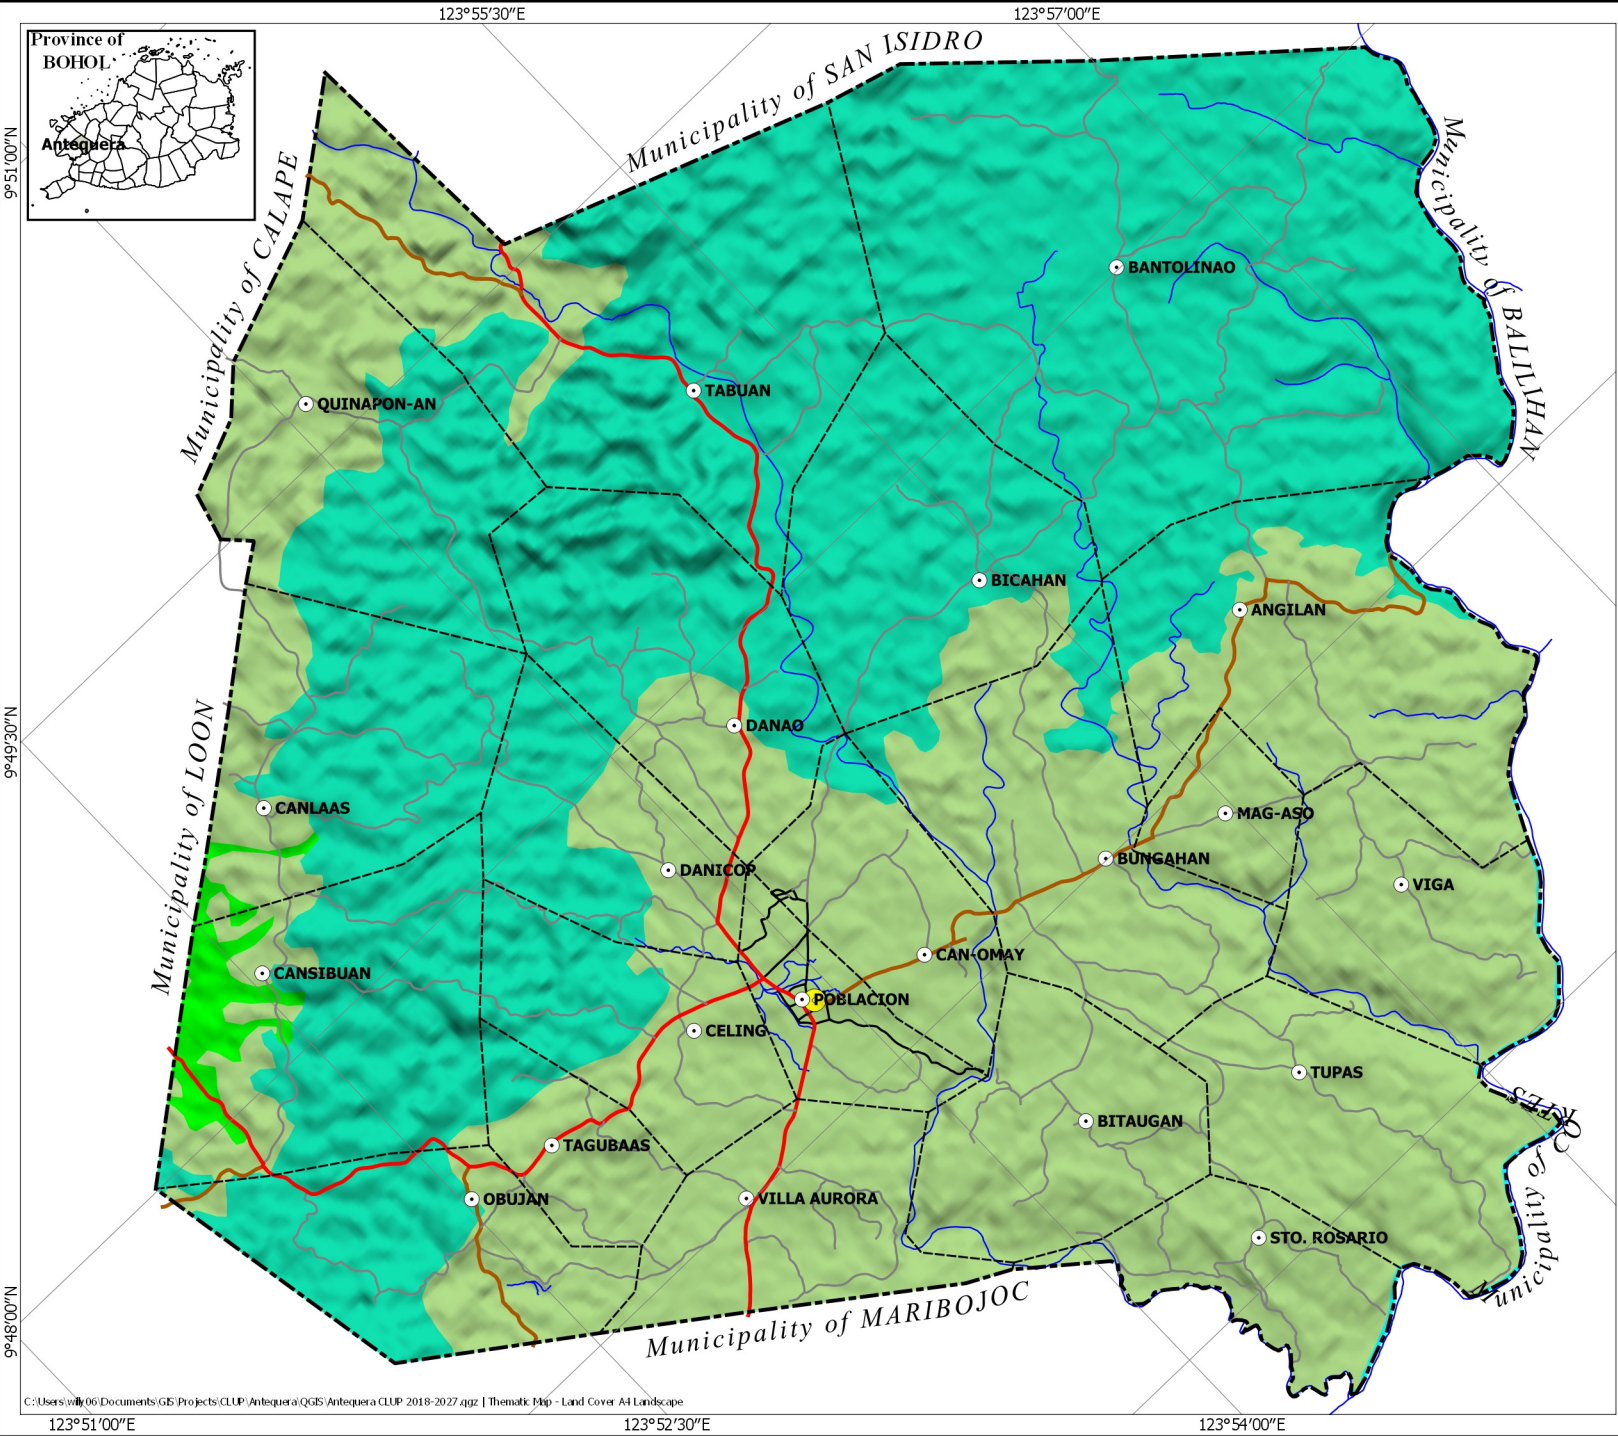 123°55'30"E
123°57'00"E
Province of
BOHOL
Antequera
9°51'00"N
Municipality of SAN ISIDRO
Municipality of CALAPE
Municipality of BALILIHAN
BANTOLINAO
TABUAN
QUINAPON-AN
BICAHAN
ANGILAN
DANAO
9°49'30"N
Municipality of LOON
CANLAAS
MAG-ASO
BUNGAHAN
DANICOP
VIGA
CAN-OMAY
CANSIBUAN
POBLACION
CELING
TUPAS
BITAUGAN
TAGUBAAS
Municipality of CORTES
OBUJAN
VILLA AURORA
STO. ROSARIO
9°48'00"N
Municipality of MARIBOJOC
C:\Users\willy06\Documents\GIS\Projects\CLUP\Antequera\QGIS\Antequera CLUP 2018-2027.qgz | Thematic Map - Land Cover A4 Landscape
123°51'00"E
123°52'30"E
123°54'00"E